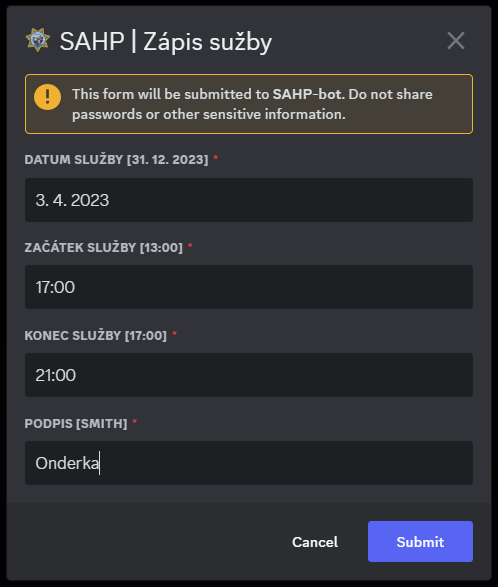 SAHP | Zápis sužby
This form will be submitted to SAHP-bot. Do not share
passwords or other sensitive information.
DATUM SLUŽBY [31. 12. 2023] *
3. 4. 2023
ZAČÁTEK SLUŽBY [13:00] *
17:00
KONEC SLUŽBY [17:00] *
21:00
PODPIS [SMITH] *
Onderka
Cancel Submit